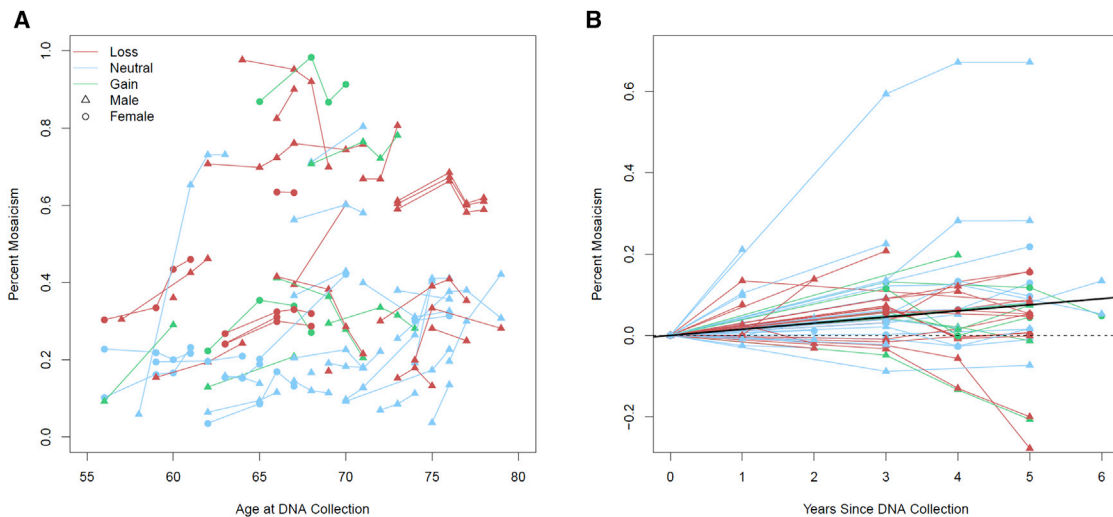 A
B
Loss
Neutral
Gain
Male
Female
Percent Mosaicism
1.0
0.8
0.6
0.4
0.2
0.0
55 60 65 70 75 80
Age at DNA Collection
Percent Mosaicism
0.6
0.4
0.2
0.0
−0.2
0 1 2 3 4 5 6
Years Since DNA Collection